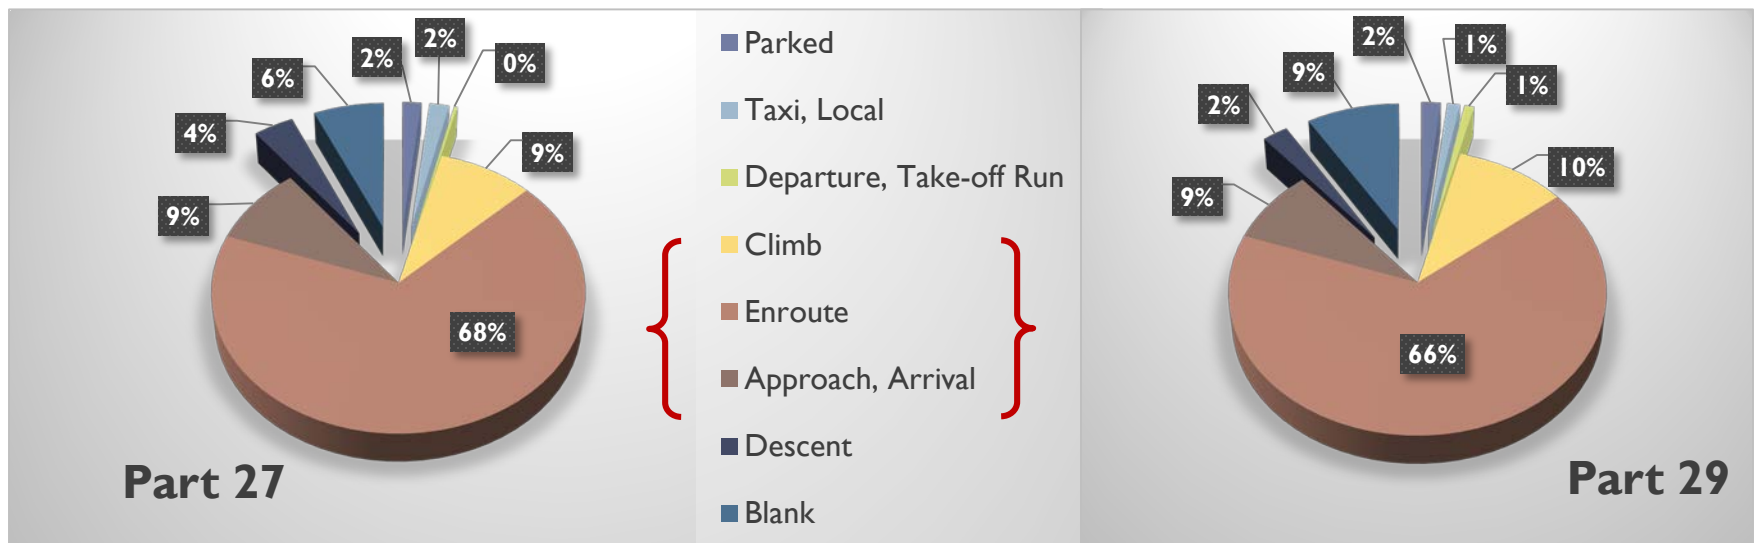 2%
2%
0%
6%
4%
9%
9%
68%
Part 27
Parked
Taxi, Local
Departure, Take-off Run
Climb
Enroute
Approach, Arrival
Descent
Blank
2%
1%
1%
9%
2%
10%
9%
66%
Part 29